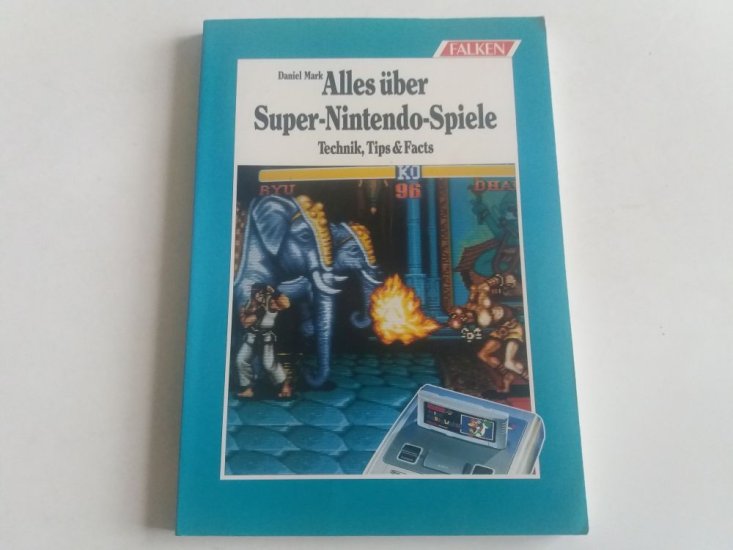 FALKEN
Daniel Mark
Alles über
Super-Nintendo-Spiele
Technik, Tips & Facts
KO
RYU 96 DHA